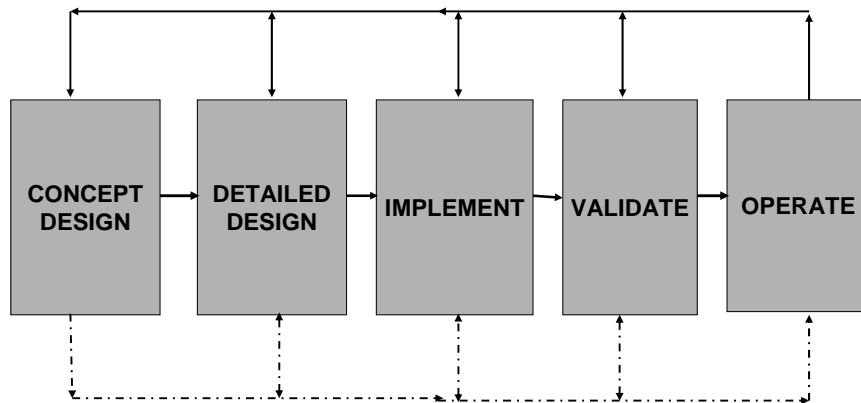 CONCEPT
DESIGN
DETAILED
DESIGN
IMPLEMENT
VALIDATE
OPERATE